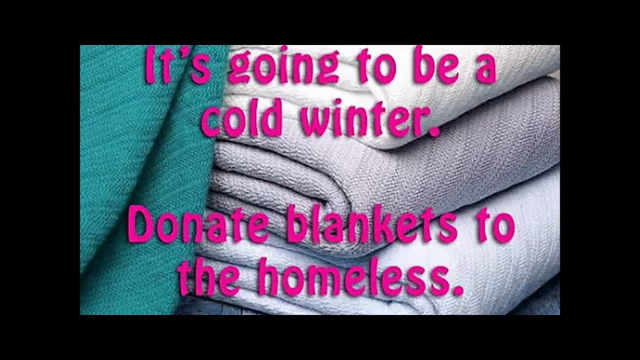 It's going to be a
cold winter.
Donate blankets to
the homeless.